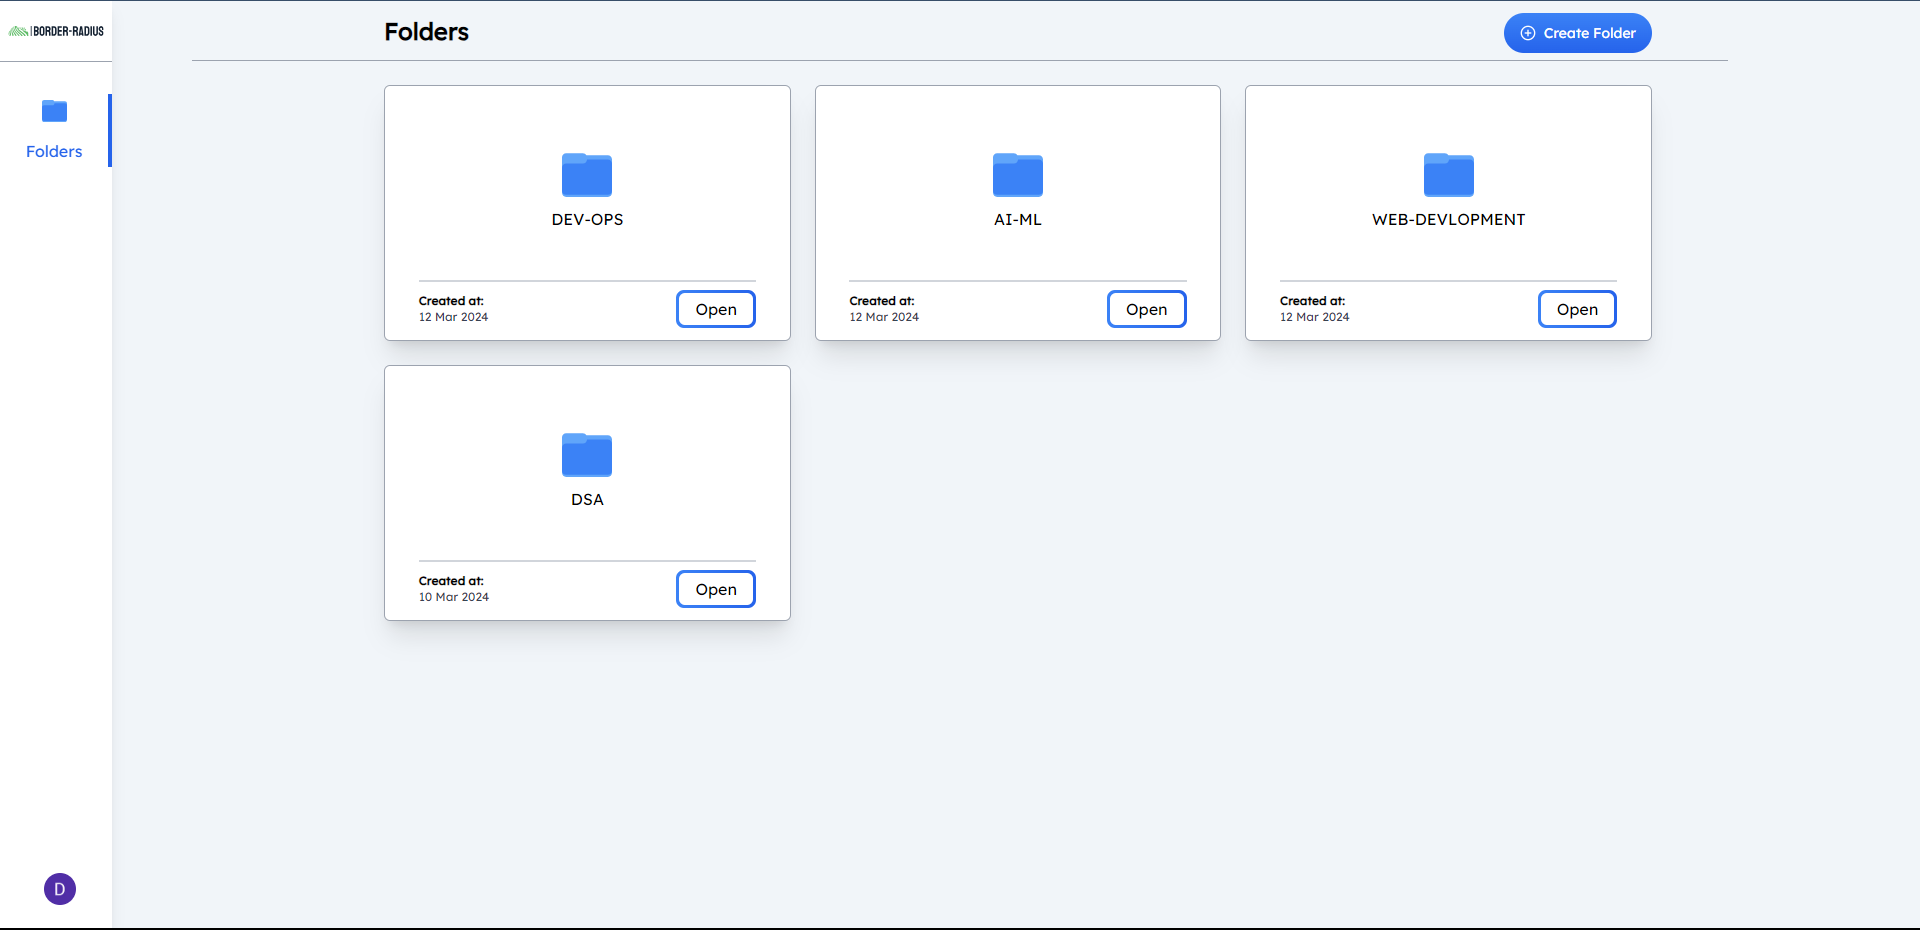 BORDER-RADIUS
Folders
Create Folder
Folders
DEV-OPS
Created at:
12 Mar 2024
Open
AI-ML
Created at:
12 Mar 2024
Open
WEB-DEVLOPMENT
Created at:
12 Mar 2024
Open
DSA
Created at:
10 Mar 2024
Open
D